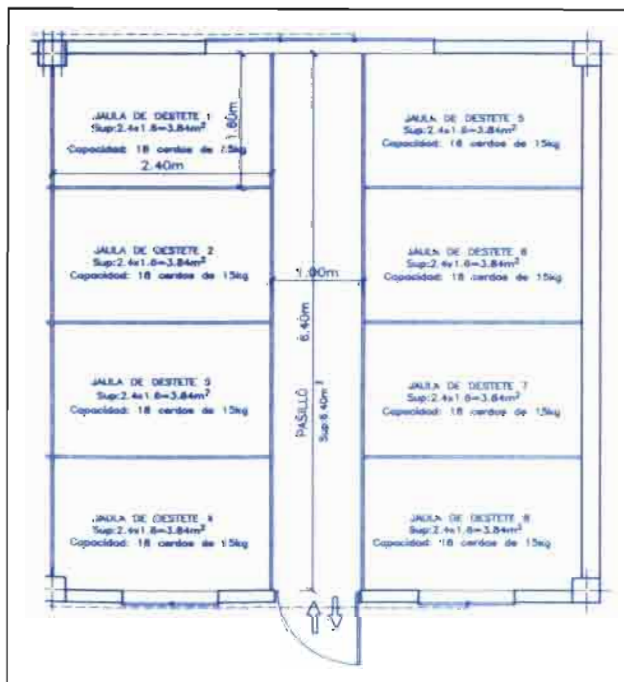 JAULA DE DESTETE 1
Sup:2.4x1.6=3.84m²
Capacidad: 18 cerdos de 15kg
2.40m
1.60m
JAULA DE DESTETE 2
Sup:2.4x1.6=3.84m²
Capacidad: 18 cerdos de 15kg
JAULA DE DESTETE 3
Sup:2.4x1.6=3.84m²
Capacidad: 18 cerdos de 15kg
JAULA DE DESTETE 4
Sup:2.4x1.6=3.84m²
Capacidad: 18 cerdos de 15kg
1.00m
6.40m
PASILLO
Sup:6.40m²
JAULA DE DESTETE 5
Sup:2.4x1.6=3.84m²
Capacidad: 18 cerdos de 15kg
JAULA DE DESTETE 6
Sup:2.4x1.6=3.84m²
Capacidad: 18 cerdos de 15kg
JAULA DE DESTETE 7
Sup:2.4x1.6=3.84m²
Capacidad: 18 cerdos de 15kg
JAULA DE DESTETE 8
Sup:2.4x1.6=3.84m²
Capacidad: 18 cerdos de 15kg